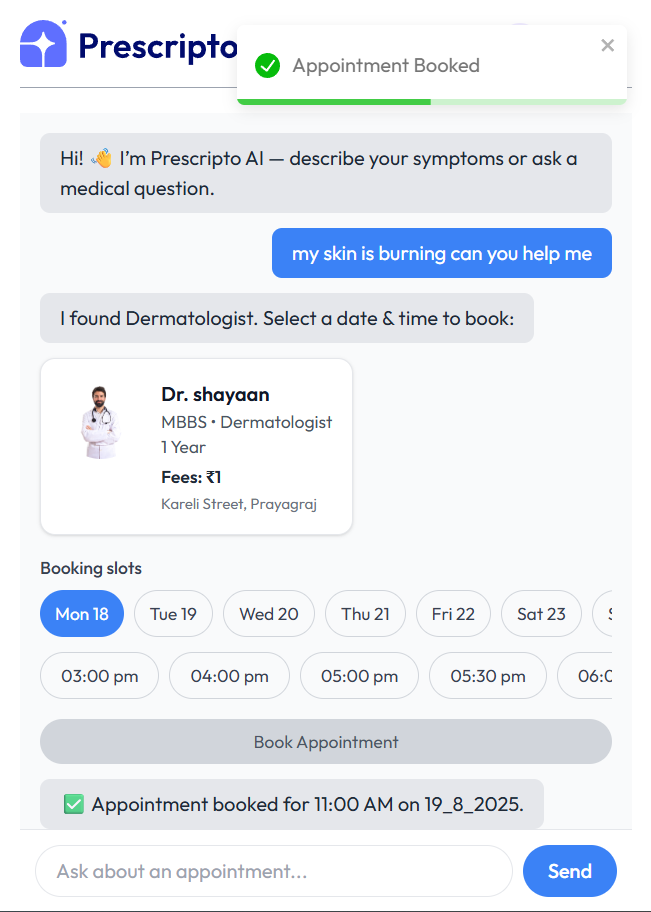 Prescripto
Appointment Booked
Hi! 👋 I'm Prescripto AI — describe your symptoms or ask a
medical question.
my skin is burning can you help me
I found Dermatologist. Select a date & time to book:
Dr. shayaan
MBBS • Dermatologist
1 Year
Fees: ₹1
Kareli Street, Prayagraj
Booking slots
Mon 18 Tue 19 Wed 20 Thu 21 Fri 22 Sat 23
03:00 pm 04:00 pm 05:00 pm 05:30 pm
Book Appointment
✅ Appointment booked for 11:00 AM on 19_8_2025.
Ask about an appointment... Send